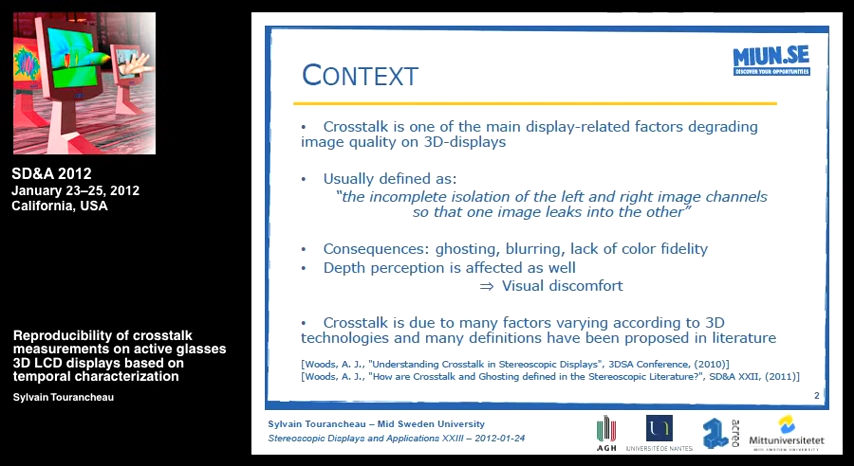 SD&A 2012
January 23–25, 2012
California, USA
Reproducibility of crosstalk
measurements on active glasses
3D LCD displays based on
temporal characterization
Sylvain Tourancheau
MIUN.SE
DISCOVER YOUR OPPORTUNITIES
CONTEXT
• Crosstalk is one of the main display-related factors degrading
image quality on 3D-displays
• Usually defined as:
“the incomplete isolation of the left and right image channels
so that one image leaks into the other”
• Consequences: ghosting, blurring, lack of color fidelity
• Depth perception is affected as well
⇒ Visual discomfort
• Crosstalk is due to many factors varying according to 3D
technologies and many definitions have been proposed in literature
[Woods, A. J., "Understanding Crosstalk in Stereoscopic Displays", 3DSA Conference, (2010)]
[Woods, A. J., "How are Crosstalk and Ghosting defined in the Stereoscopic Literature?", SD&A XXII, (2011)]
2
Sylvain Tourancheau – Mid Sweden University
Stereoscopic Displays and Applications XXIII – 2012-01-24
AGH
UNIVERSITÉ DE NANTES
acreo
Mittuniversitetet
MID SWEDEN UNIVERSITY